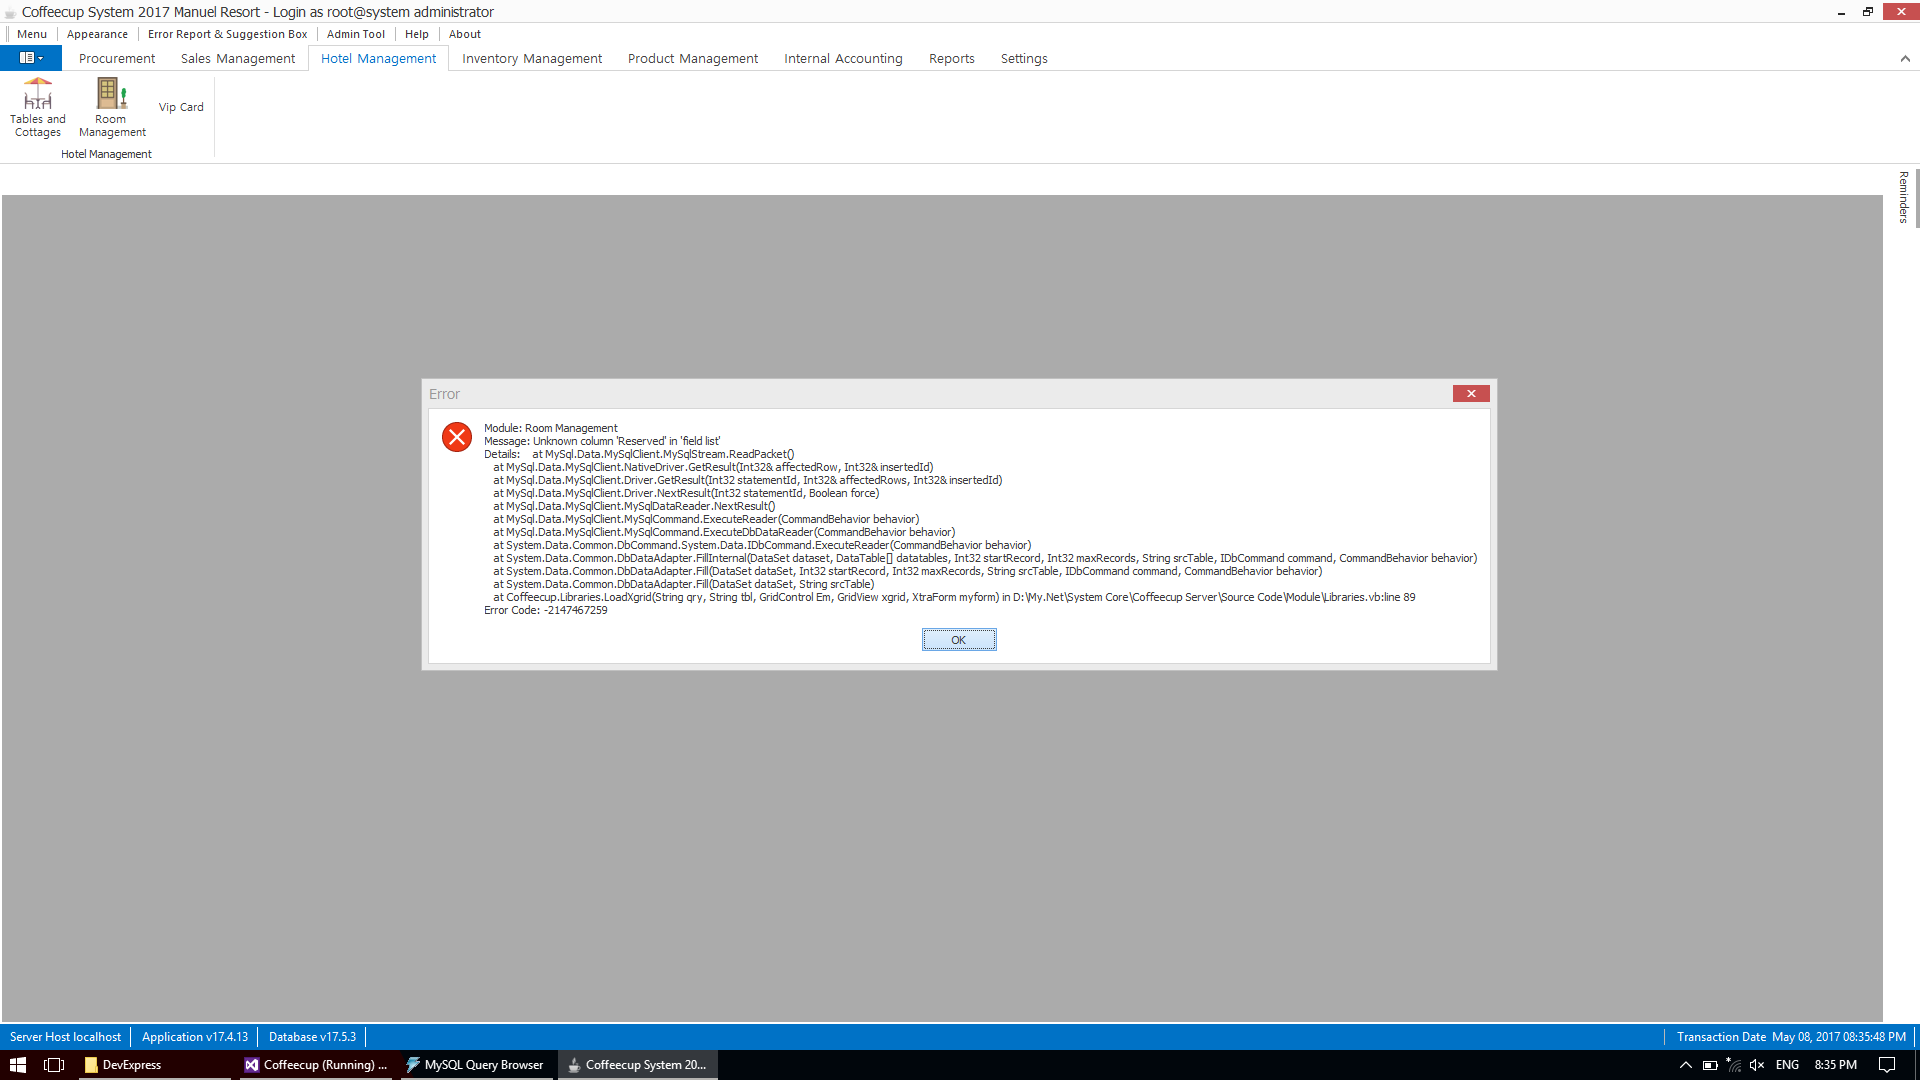 Coffeecup System 2017 Manuel Resort - Login as root@system administrator
Menu Appearance Error Report & Suggestion Box Admin Tool Help About
Procurement Sales Management Hotel Management Inventory Management Product Management Internal Accounting Reports Settings
Tables and Cottages
Room Management
Vip Card
Hotel Management
Reminders
Error
Module: Room Management
Message: Unknown column 'Reserved' in 'field list'
Details:    at MySql.Data.MySqlClient.MySqlStream.ReadPacket()
at MySql.Data.MySqlClient.NativeDriver.GetResult(Int32& affectedRow, Int32& insertedId)
at MySql.Data.MySqlClient.Driver.GetResult(Int32 statementId, Int32& affectedRows, Int32& insertedId)
at MySql.Data.MySqlClient.Driver.NextResult(Int32 statementId, Boolean force)
at MySql.Data.MySqlClient.MySqlDataReader.NextResult()
at MySql.Data.MySqlClient.MySqlCommand.ExecuteReader(CommandBehavior behavior)
at MySql.Data.MySqlClient.MySqlCommand.ExecuteDbDataReader(CommandBehavior behavior)
at System.Data.Common.DbCommand.System.Data.IDbCommand.ExecuteReader(CommandBehavior behavior)
at System.Data.Common.DbDataAdapter.FillInternal(DataSet dataset, DataTable[] datatables, Int32 startRecord, Int32 maxRecords, String srcTable, IDbCommand command, CommandBehavior behavior)
at System.Data.Common.DbDataAdapter.Fill(DataSet dataSet, Int32 startRecord, Int32 maxRecords, String srcTable, IDbCommand command, CommandBehavior behavior)
at System.Data.Common.DbDataAdapter.Fill(DataSet dataSet, String srcTable)
at Coffeecup.Libraries.LoadXgrid(String qry, String tbl, GridControl Em, GridView xgrid, XtraForm myform) in D:\My.Net\System Core\Coffeecup Server\Source Code\Module\Libraries.vb:line 89
Error Code: -2147467259
OK
Server Host localhost Application v17.4.13 Database v17.5.3 Transaction Date May 08, 2017 08:35:48 PM
DevExpress Coffeecup (Running) ... MySQL Query Browser Coffeecup System 20... ENG 8:35 PM